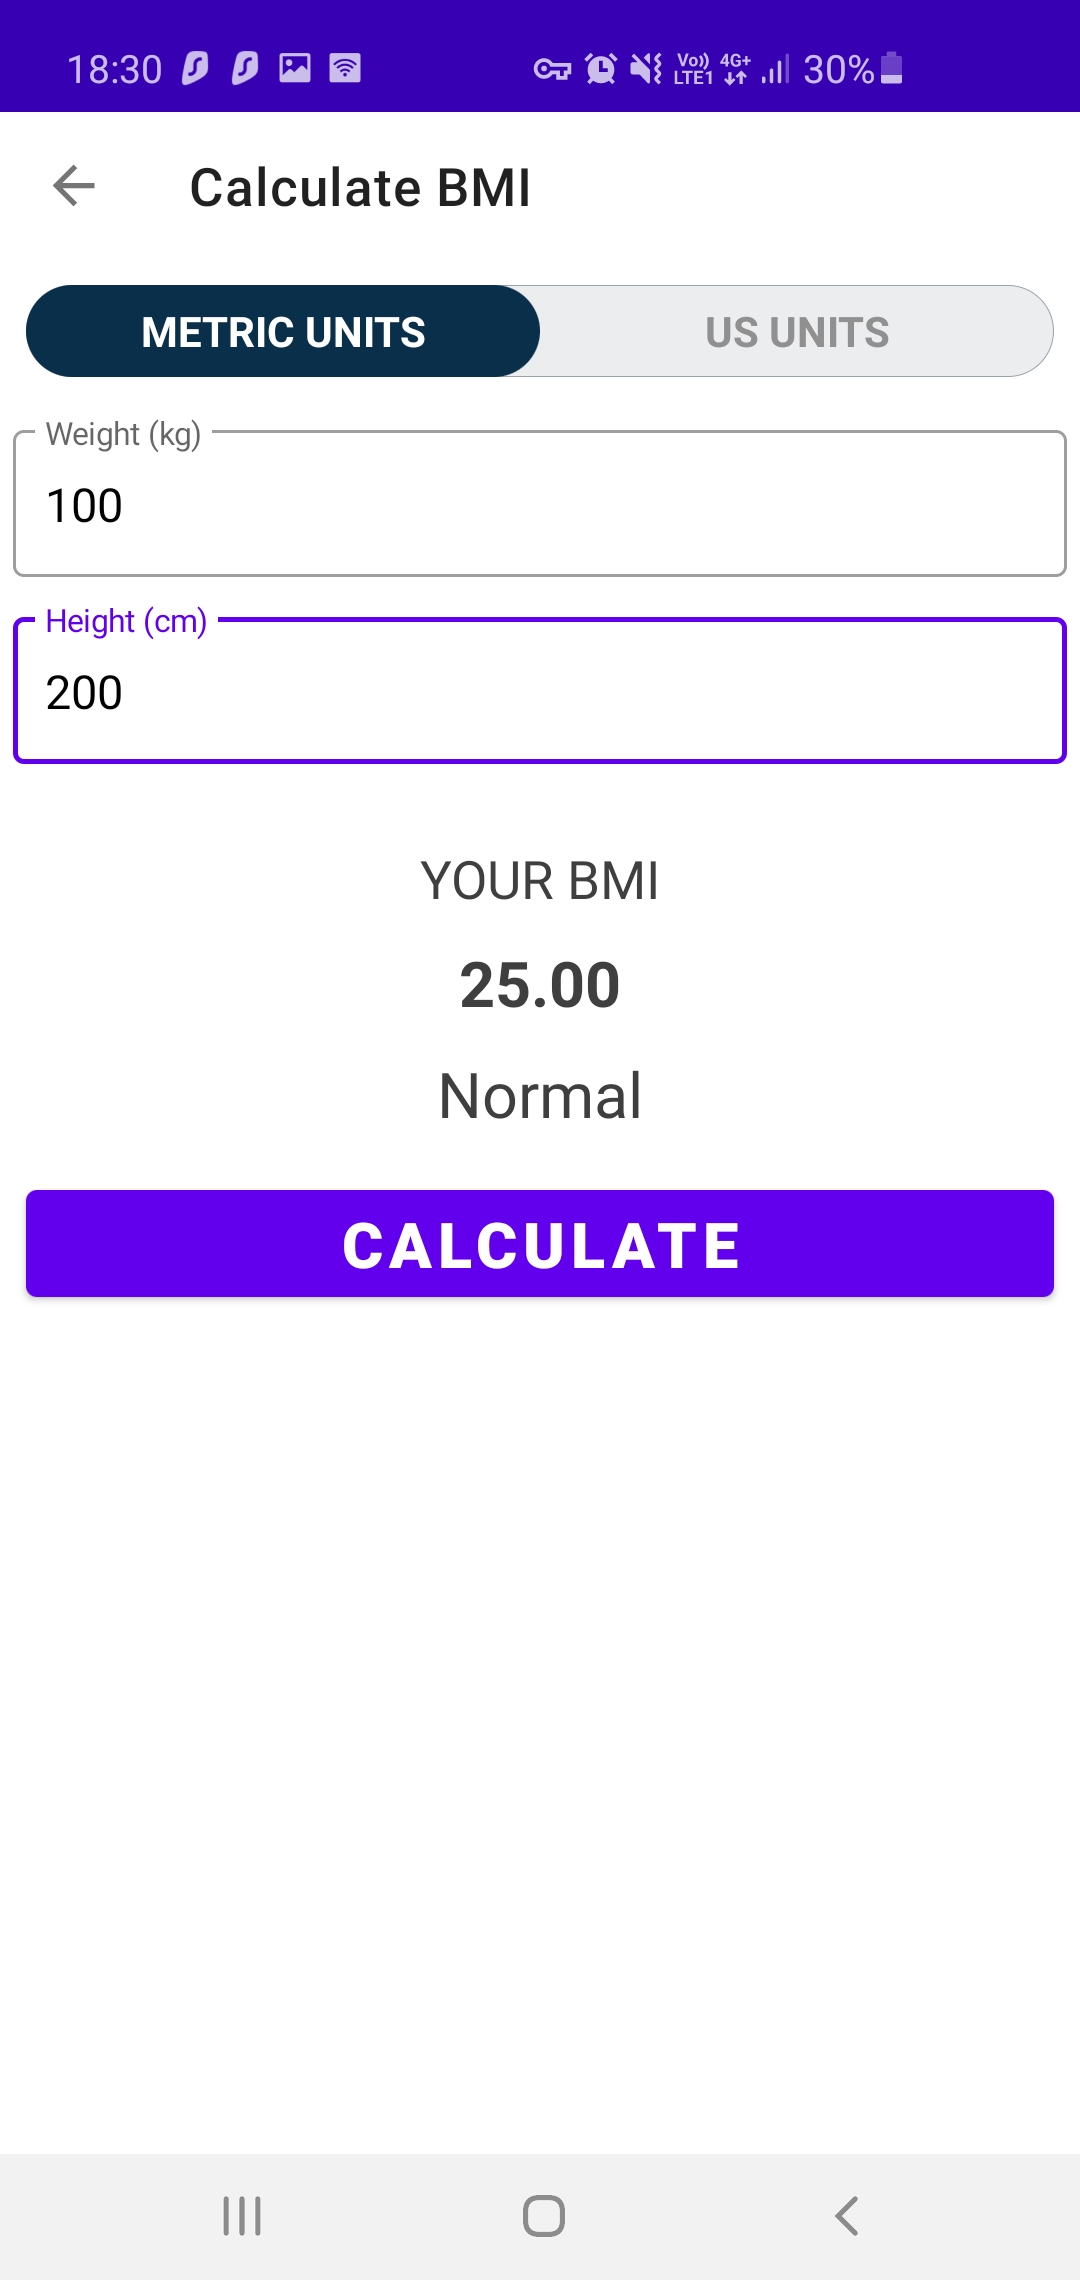 18:30 Vo)) LTE1 4G+ 30%
Calculate BMI
METRIC UNITS US UNITS
Weight (kg)
100
Height (cm)
200
YOUR BMI
25.00
Normal
CALCULATE